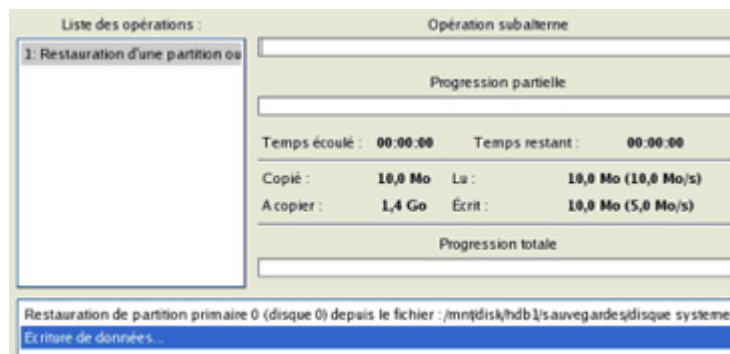 Liste des opérations :
1: Restauration d'une partition ou
Opération subalterne
Progression partielle
Temps écoulé : 00:00:00 Temps restant : 00:00:00
Copié : 10,0 Mo Lu : 10,0 Mo (10,0 Mo/s)
A copier : 1,4 Go Écrit : 10,0 Mo (5,0 Mo/s)
Progression totale
Restauration de partition primaire 0 (disque 0) depuis le fichier : /mnt/disk/hdb1/sauvegardes/disque systeme
Écriture de données...